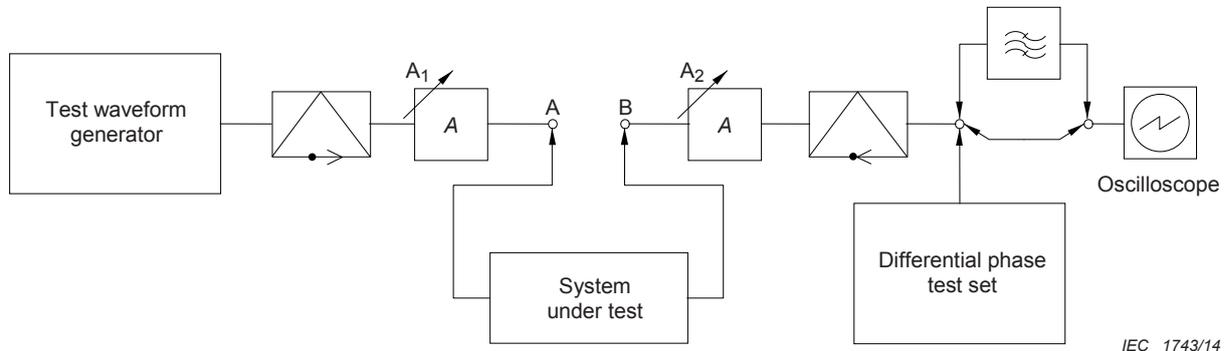 Test waveform
generator
A1
A
A
B
A2
A
Oscilloscope
System
under test
Differential phase
test set
IEC 1743/14